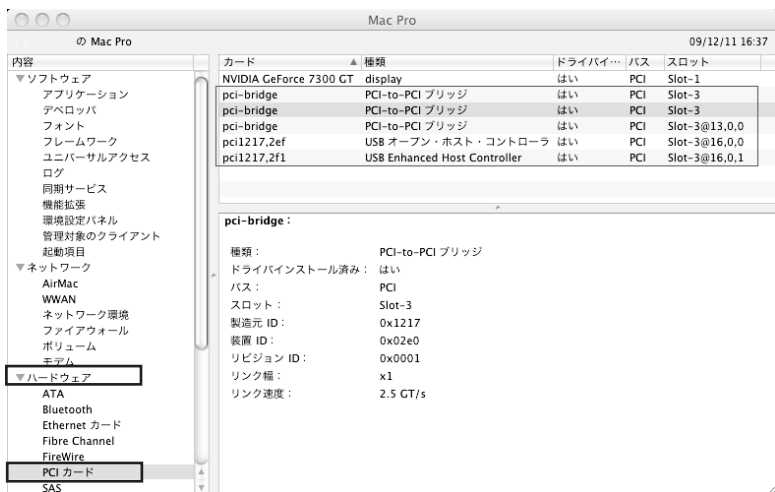 Mac Pro
の Mac Pro
09/12/11 16:37
内容
▼ソフトウェア
アプリケーション
デベロッパ
フォント
フレームワーク
ユニバーサルアクセス
ログ
同期サービス
機能拡張
環境設定パネル
管理対象のクライアント
起動項目
▼ネットワーク
AirMac
WWAN
ネットワーク環境
ファイアウォール
ボリューム
モデム
▼ハードウェア
ATA
Bluetooth
Ethernet カード
Fibre Channel
FireWire
PCI カード
SAS
カード ▲ 種類 ドライバイ… バス スロット
NVIDIA GeForce 7300 GT display はい PCI Slot-1
pci-bridge PCI-to-PCI ブリッジ はい PCI Slot-3
pci-bridge PCI-to-PCI ブリッジ はい PCI Slot-3
pci-bridge PCI-to-PCI ブリッジ はい PCI Slot-3@13,0,0
pci1217,2ef USB オープン・ホスト・コントローラ はい PCI Slot-3@16,0,0
pci1217,2f1 USB Enhanced Host Controller はい PCI Slot-3@16,0,1
pci-bridge：
種類： PCI-to-PCI ブリッジ
ドライバインストール済み： はい
バス： PCI
スロット： Slot-3
製造元 ID： 0x1217
装置 ID： 0x02e0
リビジョン ID： 0x0001
リンク幅： x1
リンク速度： 2.5 GT/s